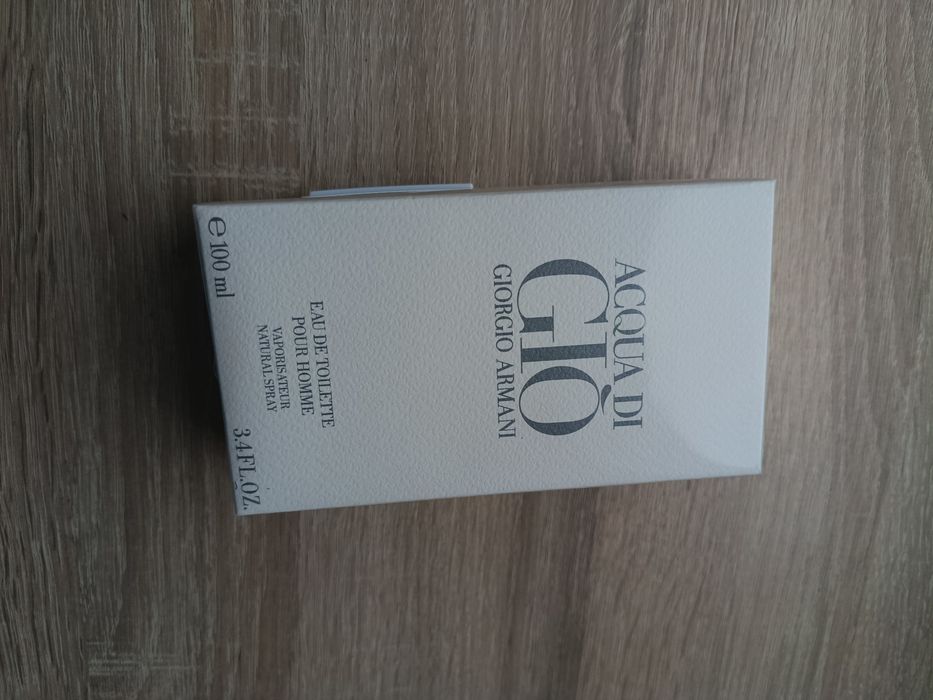 ACQUA DI
GIÒ
GIORGIO ARMANI
EAU DE TOILETTE
POUR HOMME
VAPORISATEUR
NATURAL SPRAY
e 100 ml
3.4 FL.OZ.